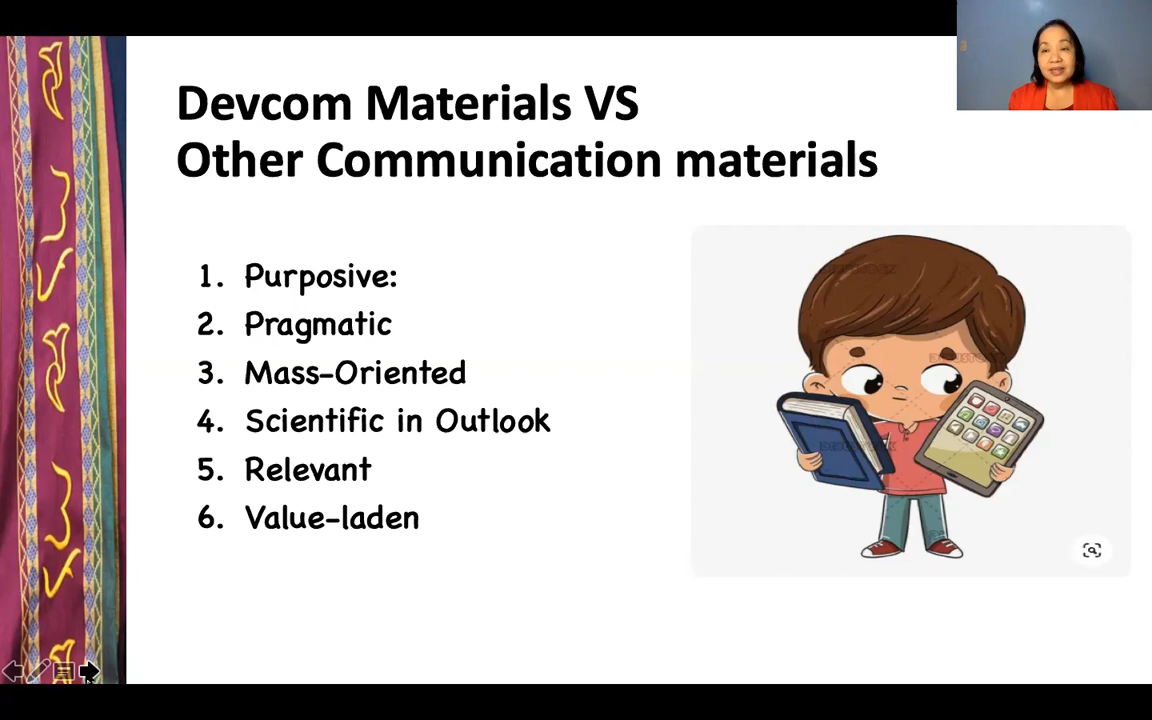 Devcom Materials VS
Other Communication materials
1. Purposive:
2. Pragmatic
3. Mass-Oriented
4. Scientific in Outlook
5. Relevant
6. Value-laden